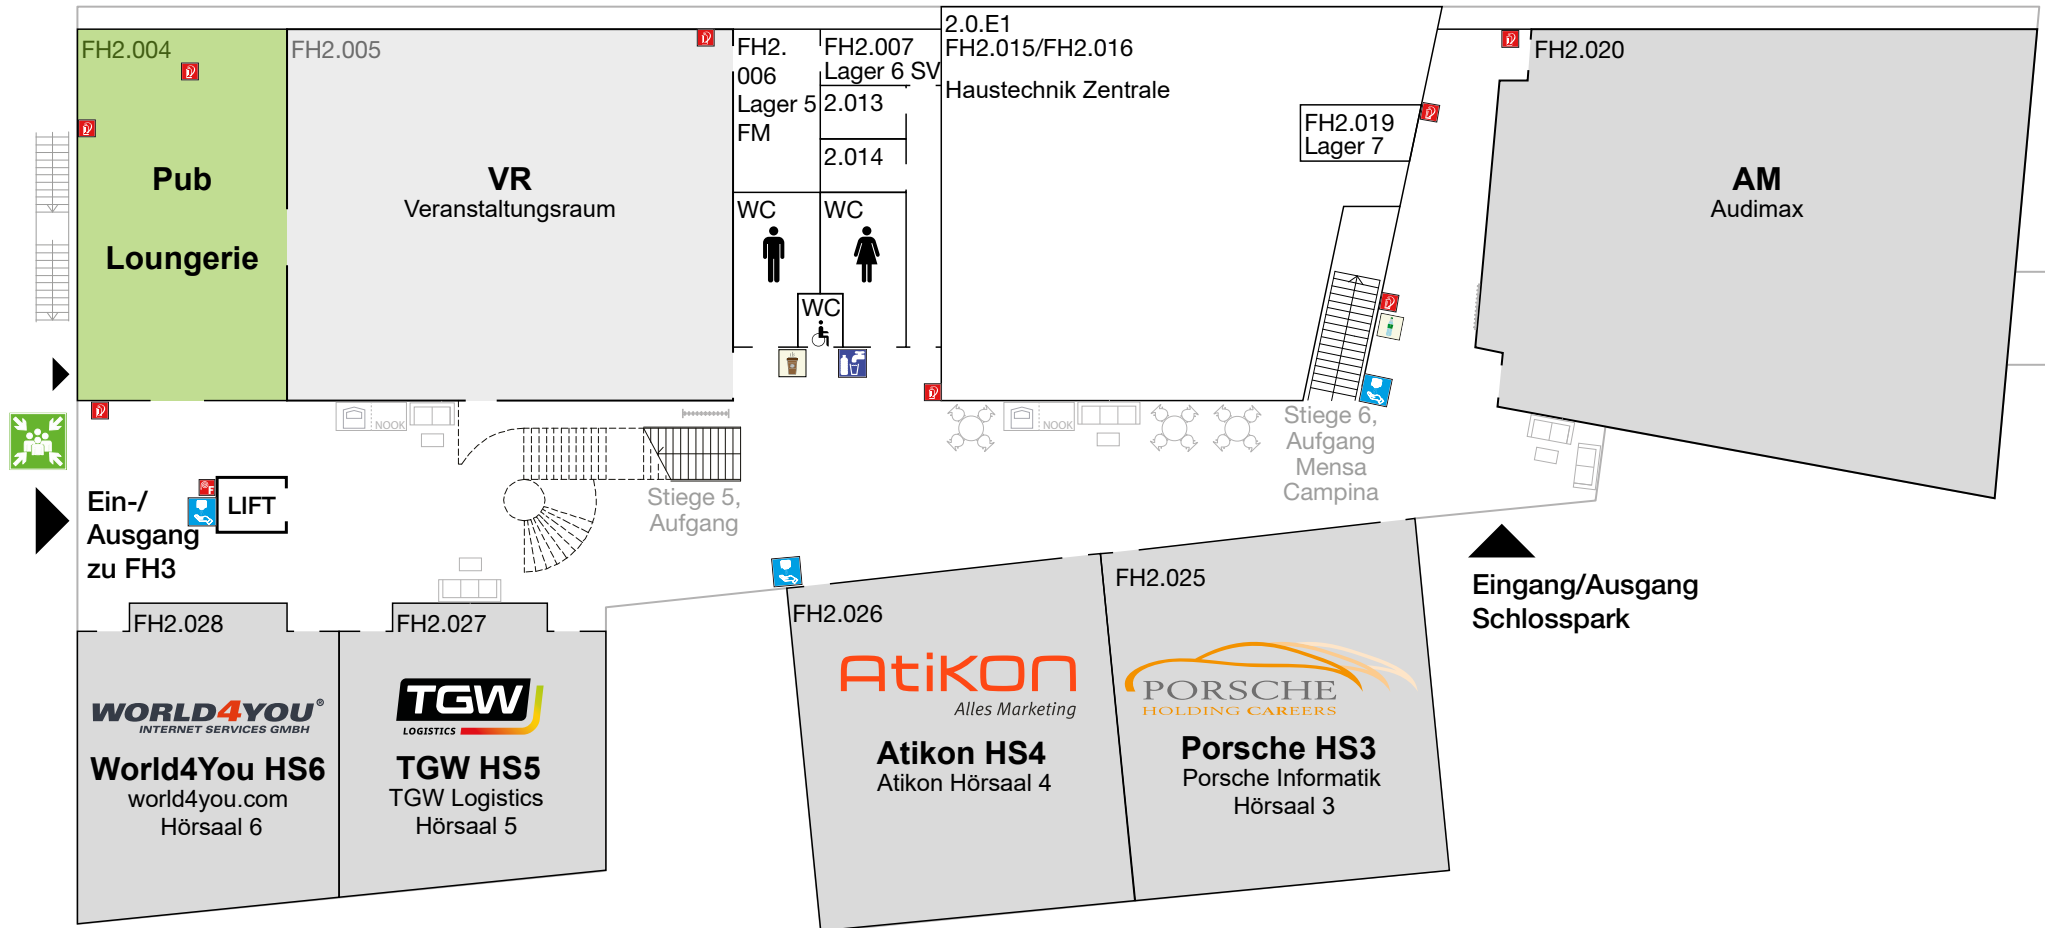 FH2.004
Pub
Loungerie
FH2.005
VR
Veranstaltungsraum
FH2.
006
Lager 5
FM
FH2.007
Lager 6 SV
2.013
2.014
WC
WC
WC
2.0.E1
FH2.015/FH2.016
Haustechnik Zentrale
FH2.019
Lager 7
FH2.020
AM
Audimax
NOOK
NOOK
Stiege 5,
Aufgang
Stiege 6,
Aufgang
Mensa
Campina
Ein-/
Ausgang
zu FH3
F
LIFT
Eingang/Ausgang
Schlosspark
FH2.028
WORLD4YOU®
INTERNET SERVICES GMBH
World4You HS6
world4you.com
Hörsaal 6
FH2.027
TGW
LOGISTICS
TGW HS5
TGW Logistics
Hörsaal 5
FH2.026
Atikon
Alles Marketing
Atikon HS4
Atikon Hörsaal 4
FH2.025
PORSCHE
HOLDING CAREERS
Porsche HS3
Porsche Informatik
Hörsaal 3